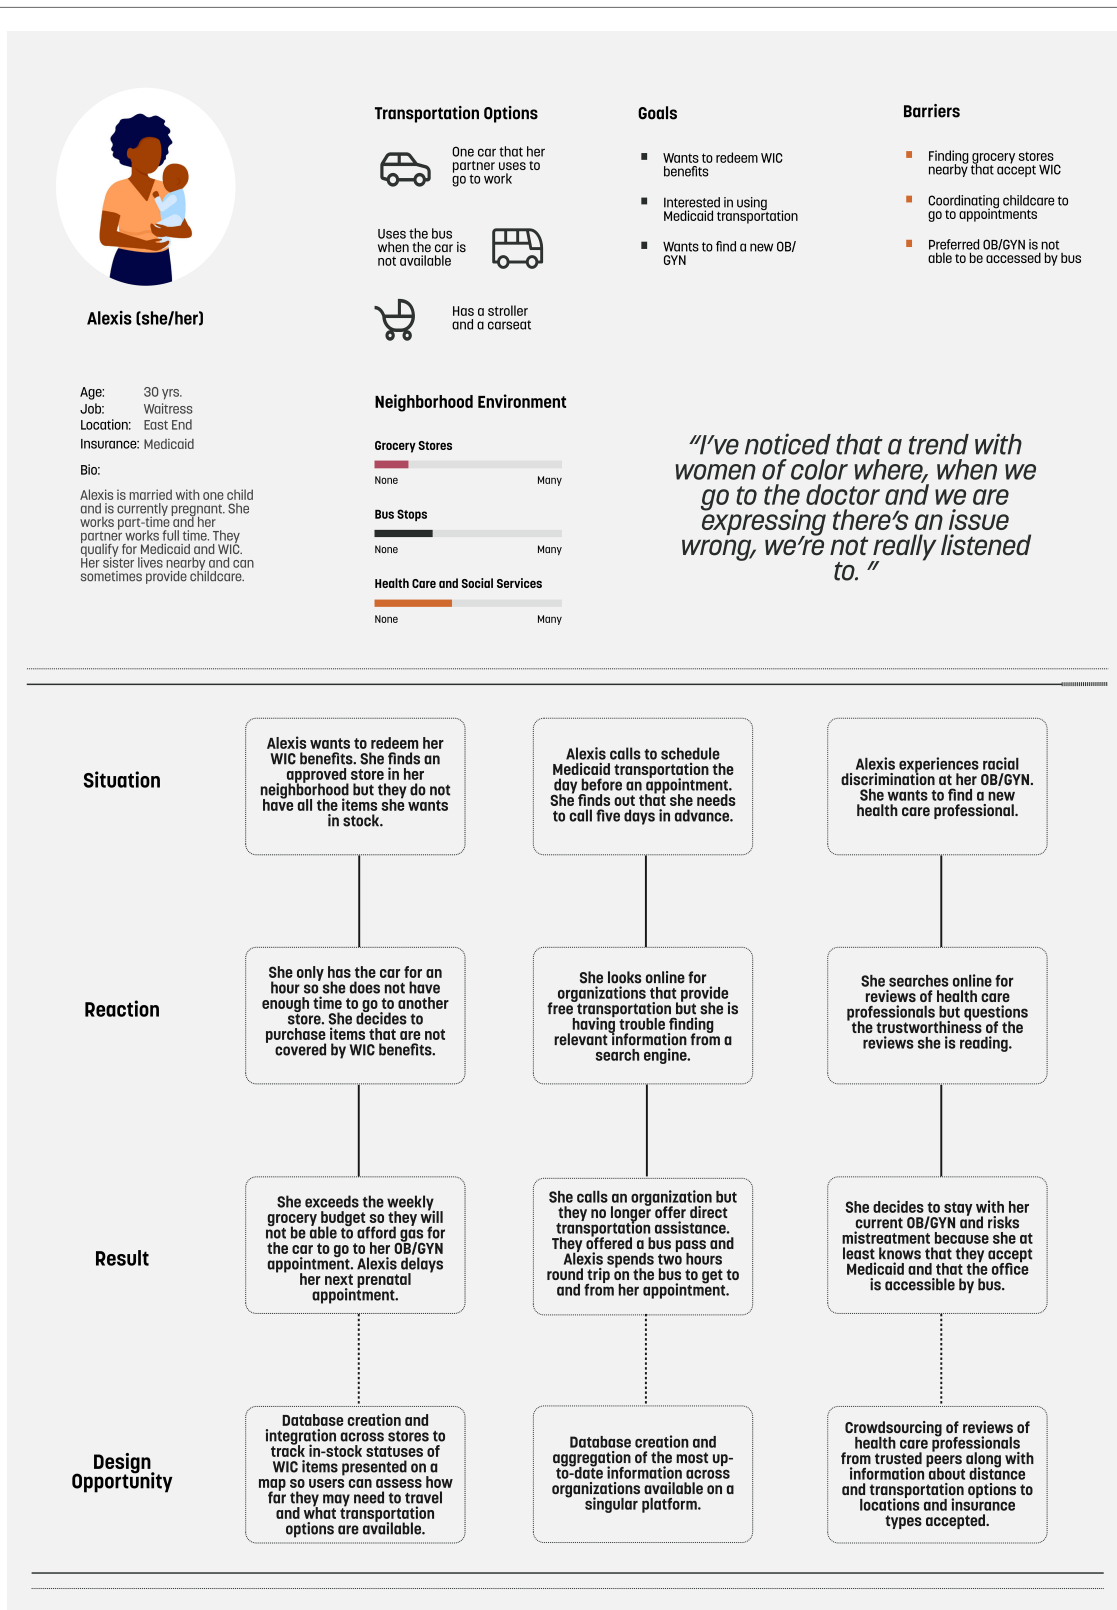 Alexis (she/her)
Age: 30 yrs.
Job: Waitress
Location: East End
Insurance: Medicaid
Bio:
Alexis is married with one child
and is currently pregnant. She
works part-time and her
partner works full time. They
qualify for Medicaid and WIC.
Her sister lives nearby and can
sometimes provide childcare.
Transportation Options
One car that her
partner uses to
go to work
Uses the bus
when the car is
not available
Has a stroller
and a carseat
Neighborhood Environment
Grocery Stores
None Many
Bus Stops
None Many
Health Care and Social Services
None Many
Goals
Wants to redeem WIC
benefits
Interested in using
Medicaid transportation
Wants to find a new OB/
GYN
Barriers
Finding grocery stores
nearby that accept WIC
Coordinating childcare to
go to appointments
Preferred OB/GYN is not
able to be accessed by bus
“I’ve noticed that a trend with
women of color where, when we
go to the doctor and we are
expressing there’s an issue
wrong, we’re not really listened
to. ”
Situation
Alexis wants to redeem her
WIC benefits. She finds an
approved store in her
neighborhood but they do not
have all the items she wants
in stock.
Alexis calls to schedule
Medicaid transportation the
day before an appointment.
She finds out that she needs
to call five days in advance.
Alexis experiences racial
discrimination at her OB/GYN.
She wants to find a new
health care professional.
Reaction
She only has the car for an
hour so she does not have
enough time to go to another
store. She decides to
purchase items that are not
covered by WIC benefits.
She looks online for
organizations that provide
free transportation but she is
having trouble finding
relevant information from a
search engine.
She searches online for
reviews of health care
professionals but questions
the trustworthiness of the
reviews she is reading.
Result
She exceeds the weekly
grocery budget so they will
not be able to afford gas for
the car to go to her OB/GYN
appointment. Alexis delays
her next prenatal
appointment.
She calls an organization but
they no longer offer direct
transportation assistance.
They offered a bus pass and
Alexis spends two hours
round trip on the bus to get to
and from her appointment.
She decides to stay with her
current OB/GYN and risks
mistreatment because she at
least knows that they accept
Medicaid and that the office
is accessible by bus.
Design
Opportunity
Database creation and
integration across stores to
track in-stock statuses of
WIC items presented on a
map so users can assess how
far they may need to travel
and what transportation
options are available.
Database creation and
aggregation of the most up-
to-date information across
organizations available on a
singular platform.
Crowdsourcing of reviews of
health care professionals
from trusted peers along with
information about distance
and transportation options to
locations and insurance
types accepted.